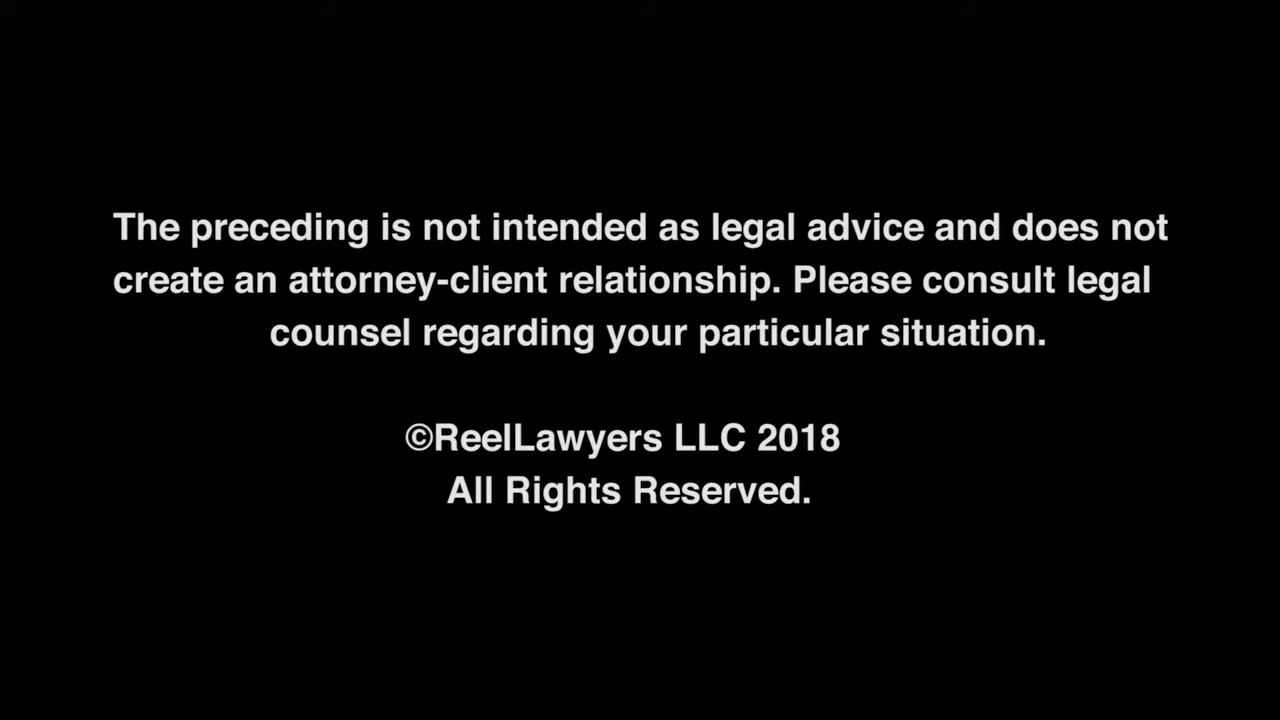 The preceding is not intended as legal advice and does not
create an attorney-client relationship. Please consult legal
counsel regarding your particular situation.
©ReelLawyers LLC 2018
All Rights Reserved.